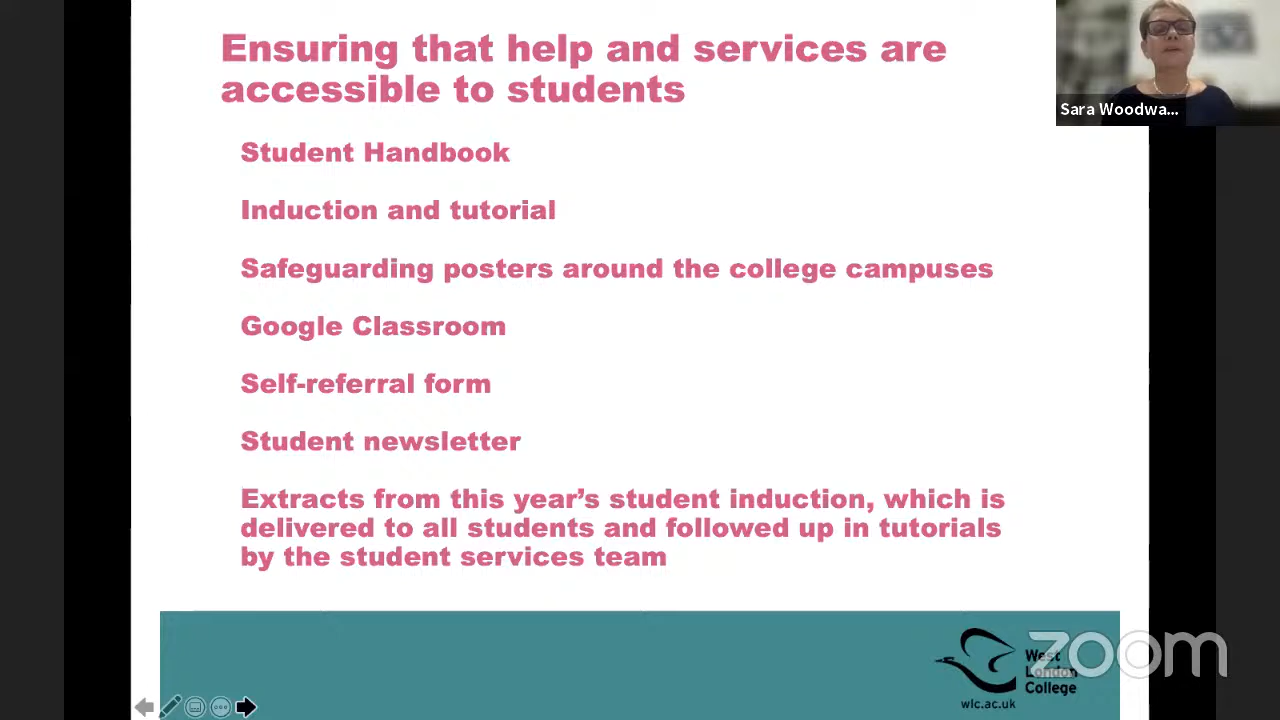 Ensuring that help and services are
accessible to students
Sara Woodwa...
Student Handbook
Induction and tutorial
Safeguarding posters around the college campuses
Google Classroom
Self-referral form
Student newsletter
Extracts from this year’s student induction, which is
delivered to all students and followed up in tutorials
by the student services team
West
London
College
wlc.ac.uk
zoom